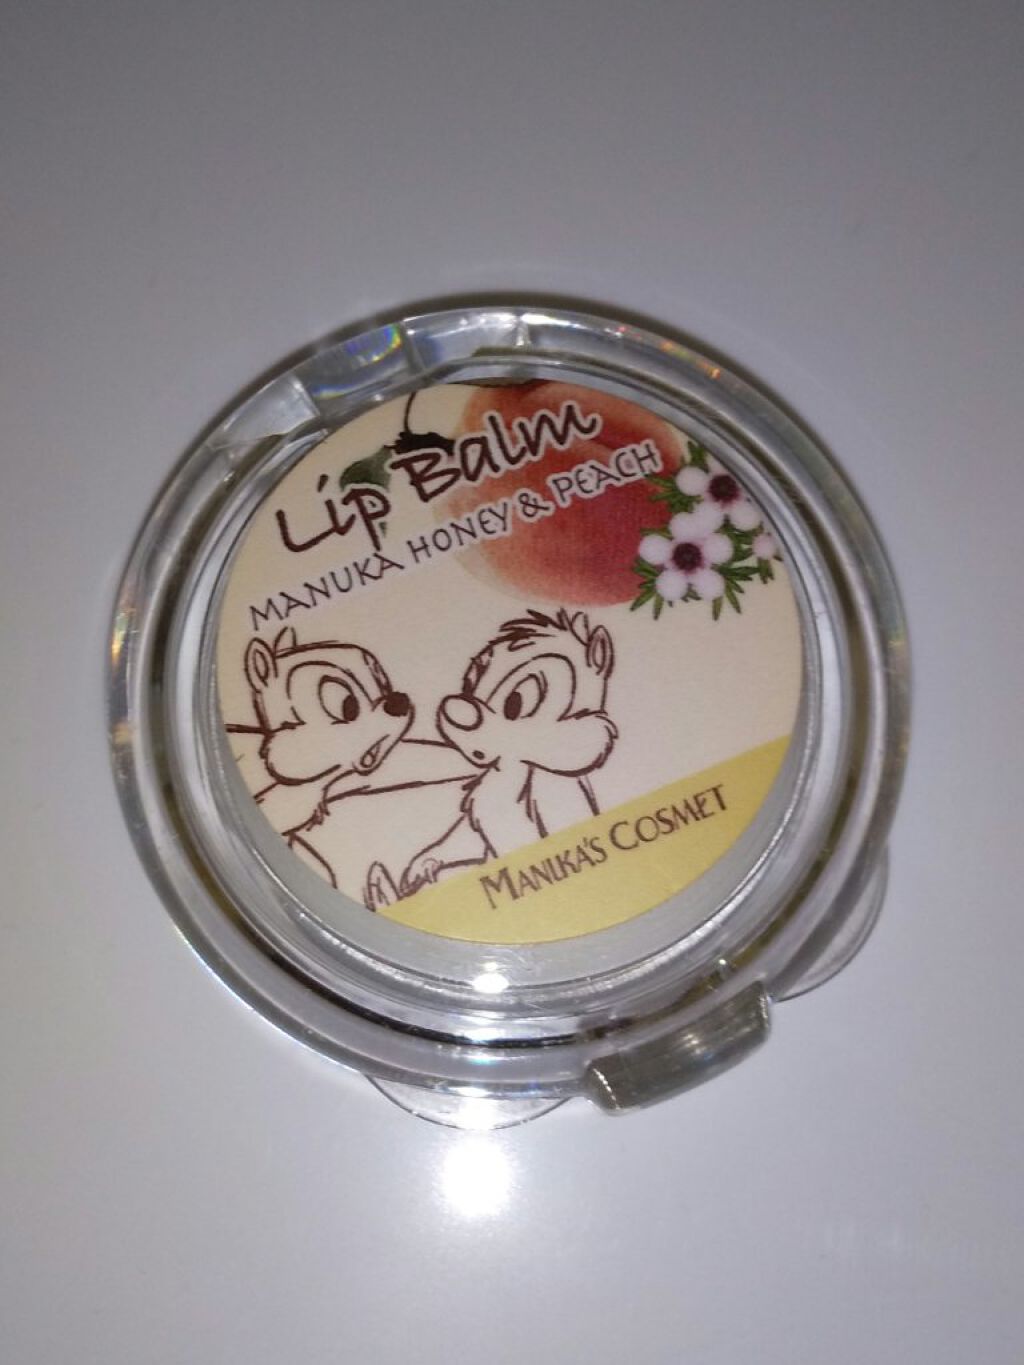 Lip Balm
MANUKA HONEY & PEACH
MANUKA'S COSMET